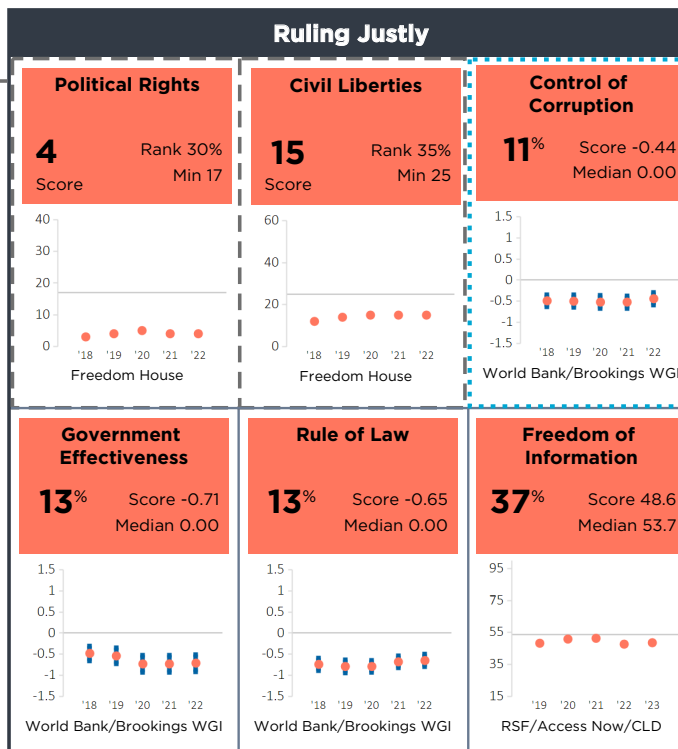 Ruling Justly
Political Rights
4
Score
Rank 30%
Min 17
40
30
20
10
0
'18 '19 '20 '21 '22
Freedom House
Civil Liberties
15
Score
Rank 35%
Min 25
60
40
20
0
'18 '19 '20 '21 '22
Freedom House
Control of
Corruption
11%
Score -0.44
Median 0.00
1.5
1
0.5
0
-0.5
-1
-1.5
'18 '19 '20 '21 '22
World Bank/Brookings WGI
Government
Effectiveness
13%
Score -0.71
Median 0.00
1.5
1
0.5
0
-0.5
-1
-1.5
'18 '19 '20 '21 '22
World Bank/Brookings WGI
Rule of Law
13%
Score -0.65
Median 0.00
1.5
1
0.5
0
-0.5
-1
-1.5
'18 '19 '20 '21 '22
World Bank/Brookings WGI
Freedom of
Information
37%
Score 48.6
Median 53.7
95
75
55
35
15
'19 '20 '21 '22 '23
RSF/Access Now/CLD